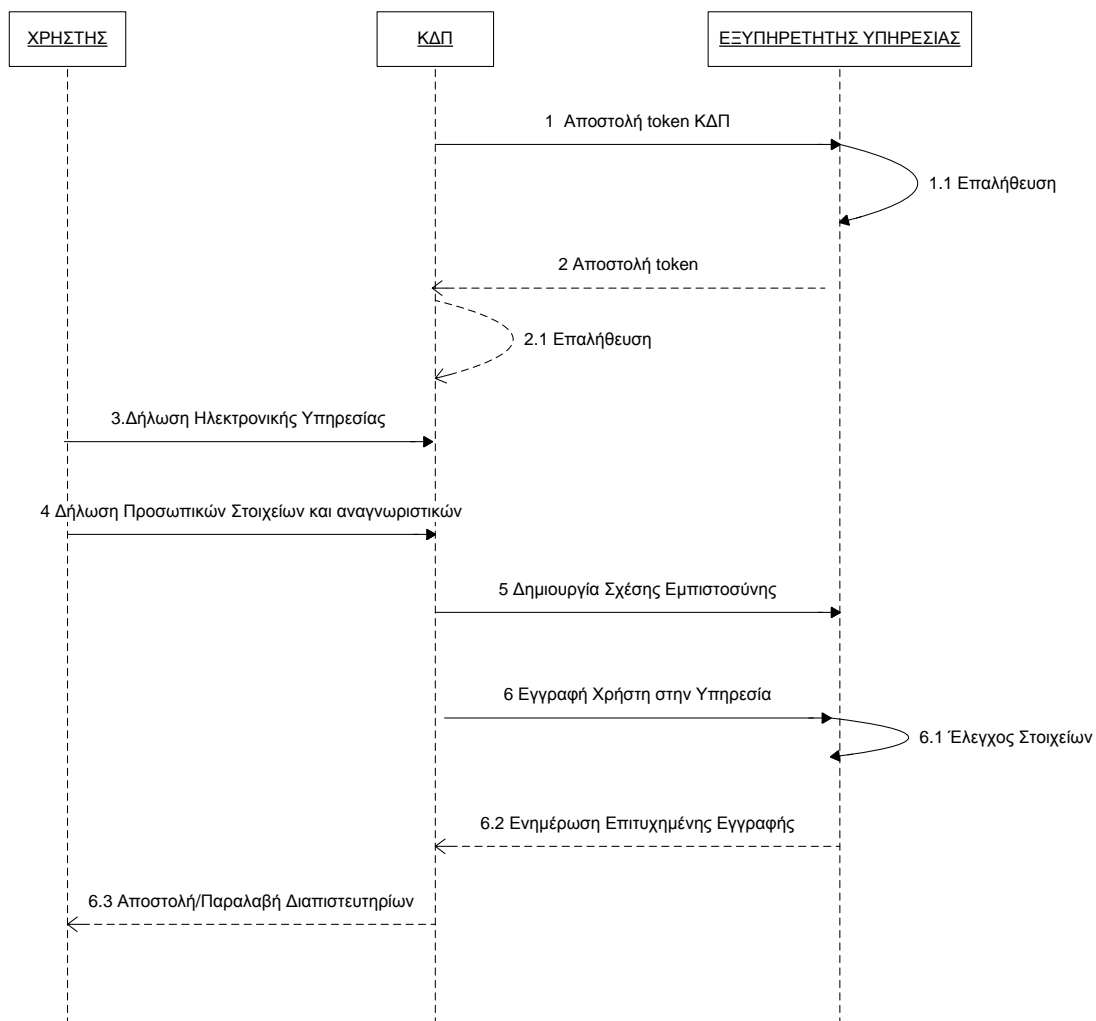 ΧΡΗΣΤΗΣ
ΚΔΠ
ΕΞΥΠΗΡΕΤΗΤΗΣ ΥΠΗΡΕΣΙΑΣ
1 Αποστολή token ΚΔΠ
1.1 Επαλήθευση
2 Αποστολή token
2.1 Επαλήθευση
3.Δήλωση Ηλεκτρονικής Υπηρεσίας
4 Δήλωση Προσωπικών Στοιχείων και αναγνωριστικών
5 Δημιουργία Σχέσης Εμπιστοσύνης
6 Εγγραφή Χρήστη στην Υπηρεσία
6.1 Έλεγχος Στοιχείων
6.2 Ενημέρωση Επιτυχημένης Εγγραφής
6.3 Αποστολή/Παραλαβή Διαπιστευτηρίων